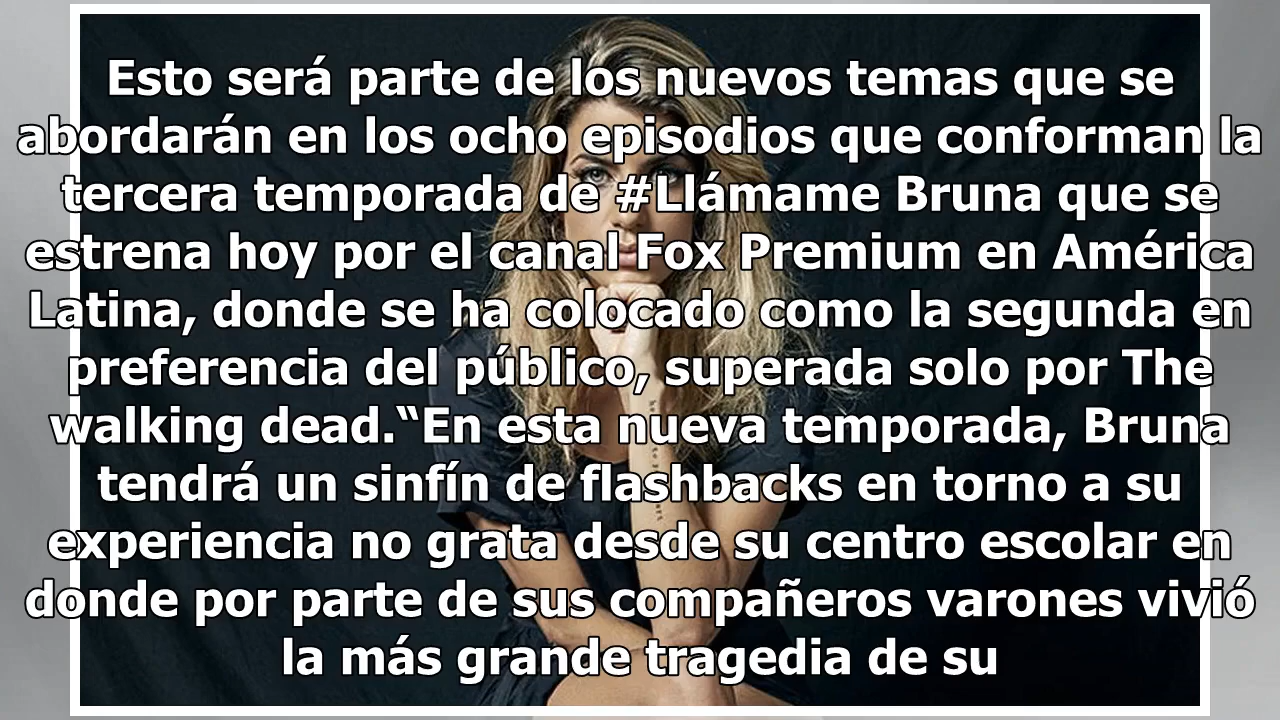 Esto será parte de los nuevos temas que se
abordarán en los ocho episodios que conforman la
tercera temporada de #Llámame Bruna que se
estrena hoy por el canal Fox Premium en América
Latina, donde se ha colocado como la segunda en
preferencia del público, superada solo por The
walking dead.“En esta nueva temporada, Bruna
tendrá un sinfín de flashbacks en torno a su
experiencia no grata desde su centro escolar en
donde por parte de sus compañeros varones vivió
la más grande tragedia de su